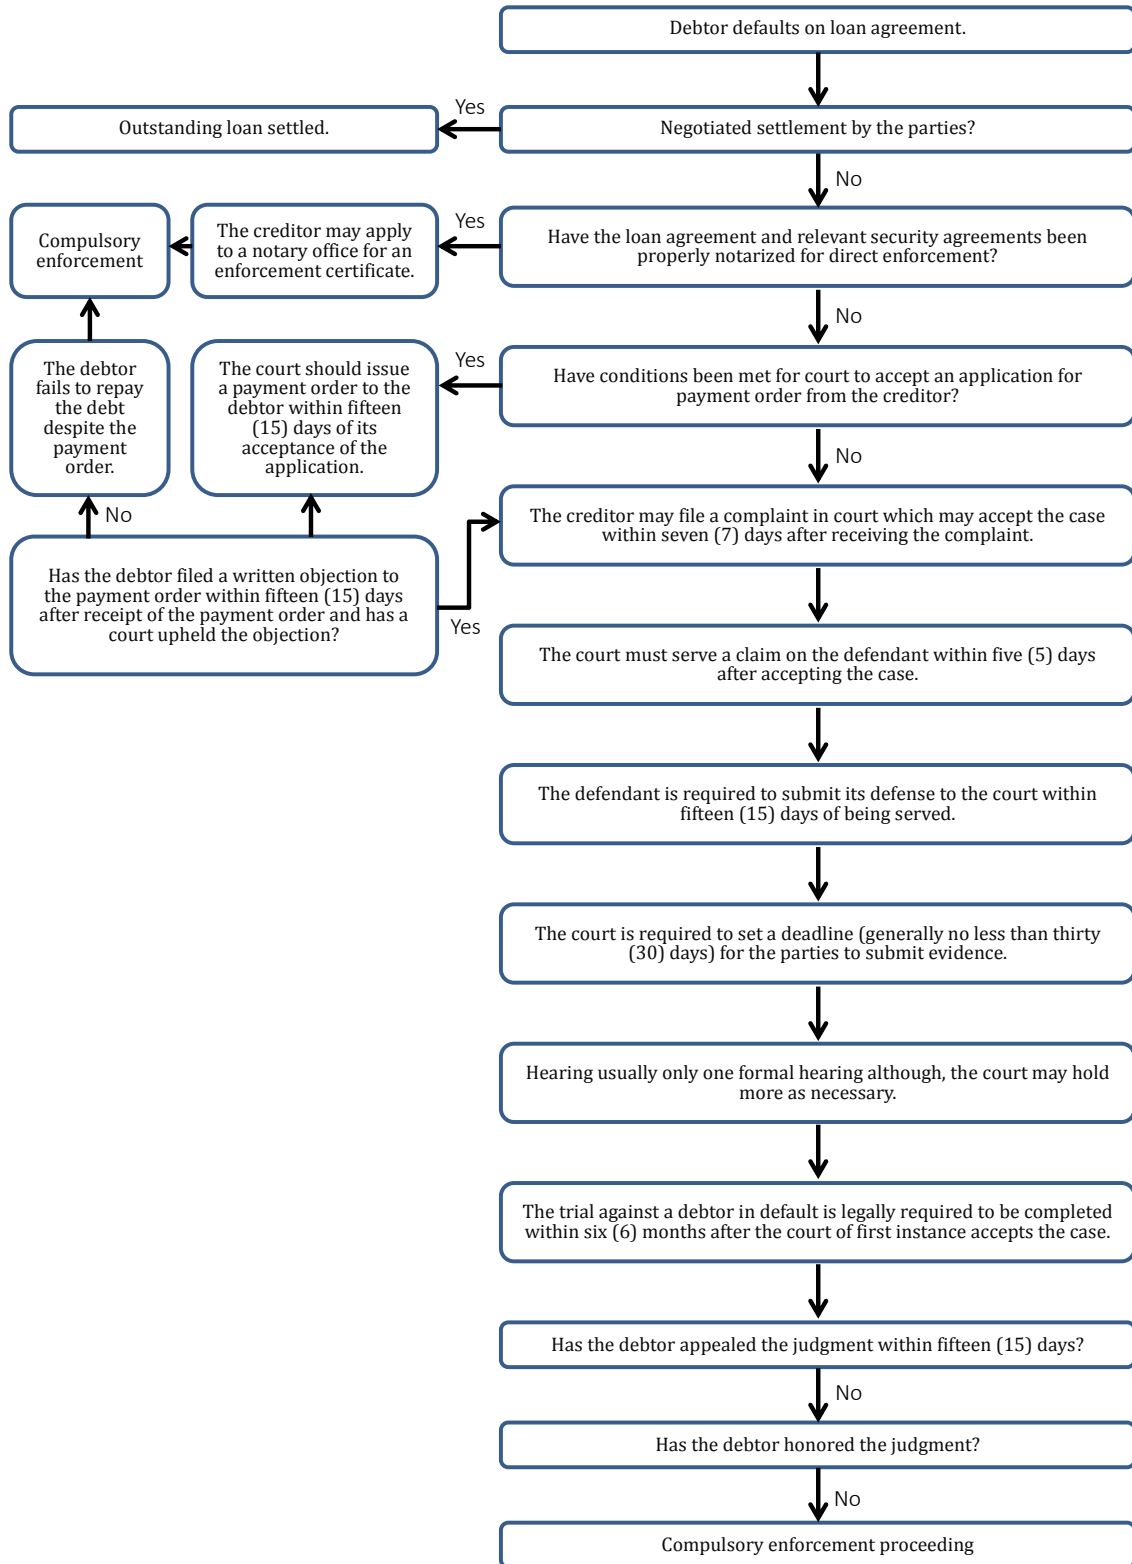 Debtor defaults on loan agreement.
Yes
Outstanding loan settled.
Negotiated settlement by the parties?
No
Compulsory
enforcement
The creditor may apply
to a notary office for an
enforcement certificate.
Yes
Have the loan agreement and relevant security agreements been
properly notarized for direct enforcement?
No
The debtor
fails to repay
the debt
despite the
payment
order.
The court should issue
a payment order to the
debtor within fifteen
(15) days of its
acceptance of the
application.
Yes
Have conditions been met for court to accept an application for
payment order from the creditor?
No
No
The creditor may file a complaint in court which may accept the case
within seven (7) days after receiving the complaint.
Has the debtor filed a written objection to
the payment order within fifteen (15) days
after receipt of the payment order and has a
court upheld the objection?
Yes
The court must serve a claim on the defendant within five (5) days
after accepting the case.
The defendant is required to submit its defense to the court within
fifteen (15) days of being served.
The court is required to set a deadline (generally no less than thirty
(30) days) for the parties to submit evidence.
Hearing usually only one formal hearing although, the court may hold
more as necessary.
The trial against a debtor in default is legally required to be completed
within six (6) months after the court of first instance accepts the case.
Has the debtor appealed the judgment within fifteen (15) days?
No
Has the debtor honored the judgment?
No
Compulsory enforcement proceeding